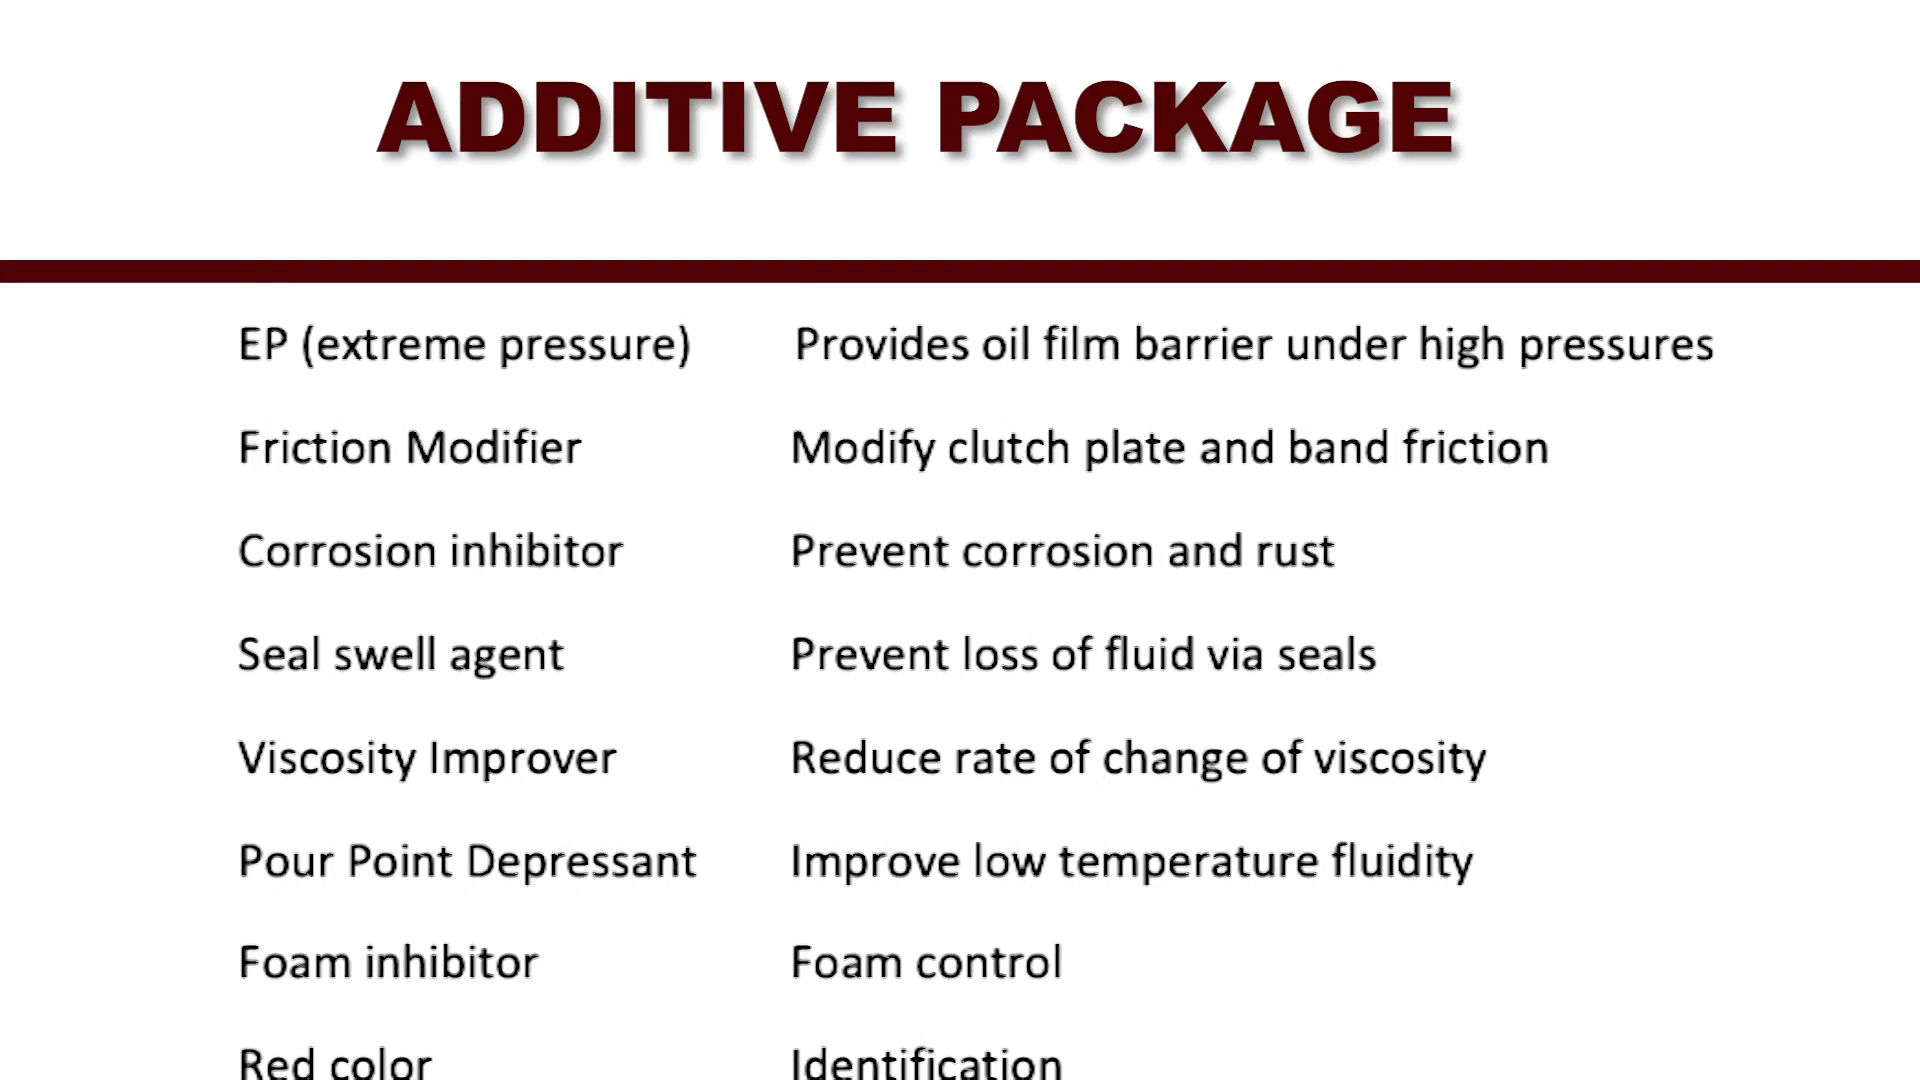 ADDITIVE PACKAGE
EP (extreme pressure) Provides oil film barrier under high pressures
Friction Modifier Modify clutch plate and band friction
Corrosion inhibitor Prevent corrosion and rust
Seal swell agent Prevent loss of fluid via seals
Viscosity Improver Reduce rate of change of viscosity
Pour Point Depressant Improve low temperature fluidity
Foam inhibitor Foam control
Red color Identification